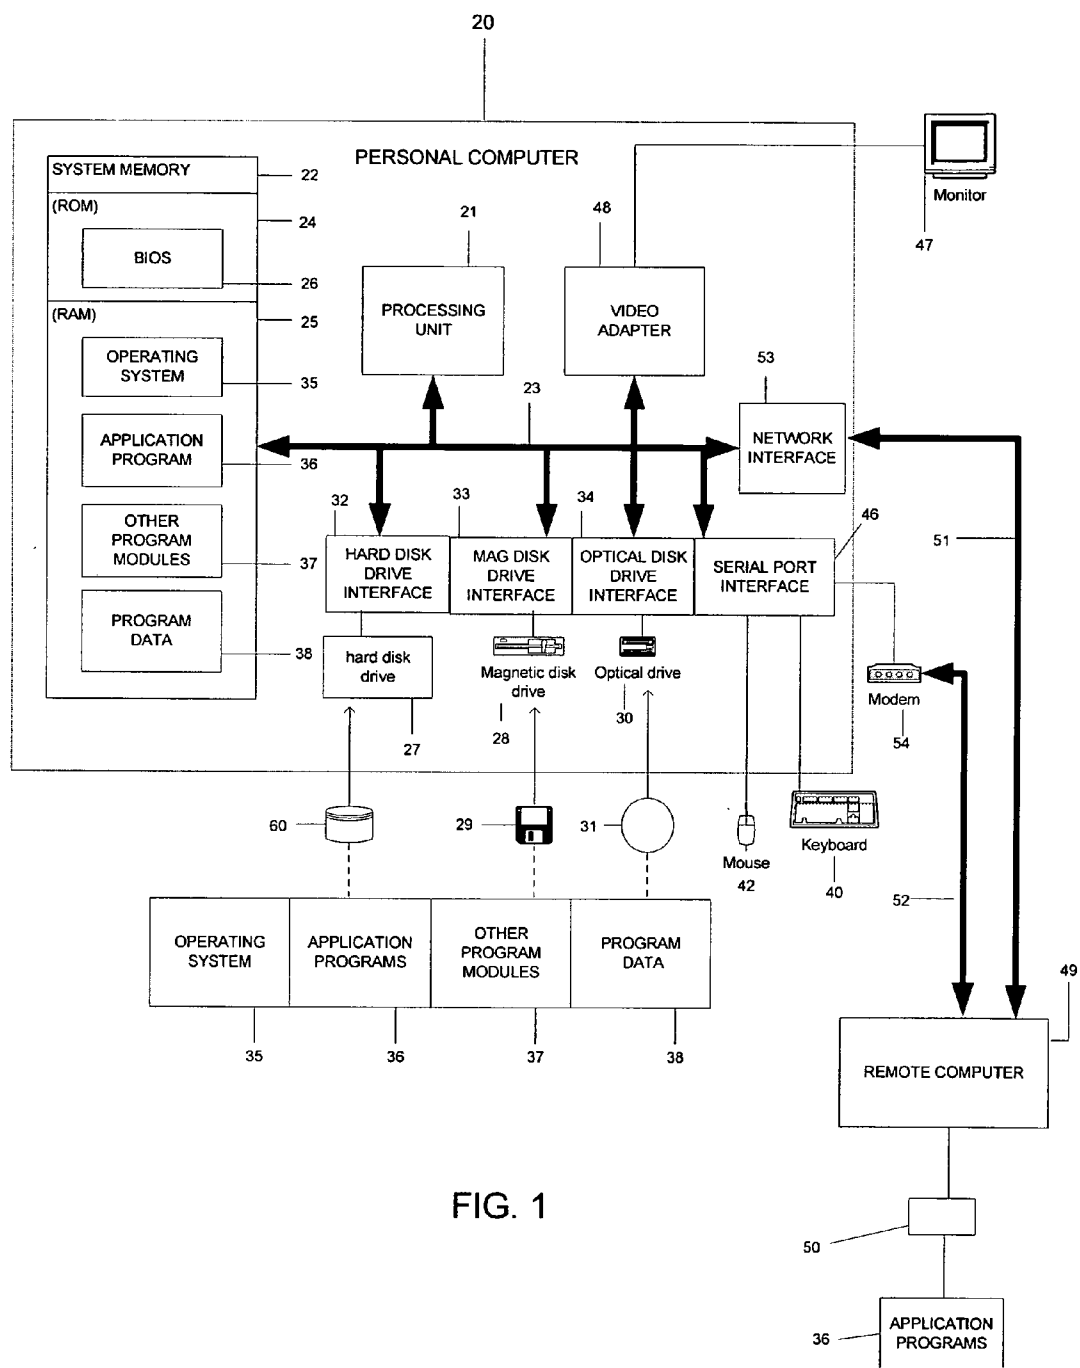 20
PERSONAL COMPUTER
SYSTEM MEMORY
22
(ROM)
24
BIOS
26
(RAM)
25
OPERATING
SYSTEM
35
APPLICATION
PROGRAM
36
OTHER
PROGRAM
MODULES
37
PROGRAM
DATA
38
21
PROCESSING
UNIT
48
VIDEO
ADAPTER
Monitor
47
23
53
NETWORK
INTERFACE
32
HARD DISK
DRIVE
INTERFACE
33
MAG DISK
DRIVE
INTERFACE
34
OPTICAL DISK
DRIVE
INTERFACE
46
SERIAL PORT
INTERFACE
51
hard disk
drive
27
Magnetic disk
drive
28
Optical drive
30
Modem
54
60
29
31
Mouse
42
Keyboard
40
52
OPERATING
SYSTEM
APPLICATION
PROGRAMS
OTHER
PROGRAM
MODULES
PROGRAM
DATA
35
36
37
38
49
REMOTE COMPUTER
FIG. 1
50
36
APPLICATION
PROGRAMS